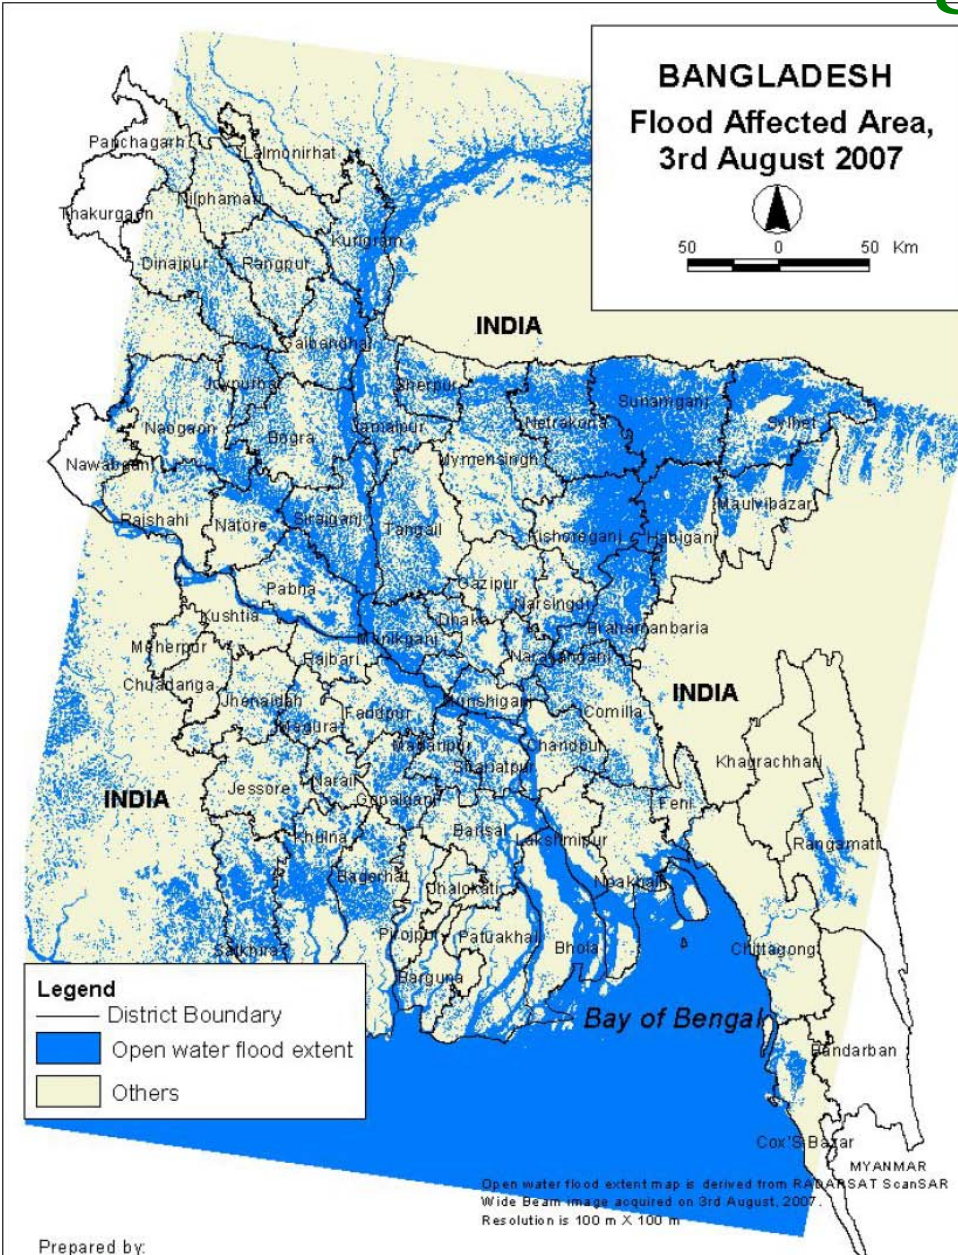 BANGLADESH
Flood Affected Area,
3rd August 2007
50 0 50 Km
Panchagarh
Lalmonirhat
Thakurgaon
Nilphamari
Kurigram
Dinajpur
Rangpur
INDIA
Gaibandha
Joypurhat
Sherpur
Sunamganj
Naogaon
Bogra
Jamalpur
Netrakona
Sylhet
Nawabganj
Mymensingh
Rajshahi
Natore
Sirajganj
Tangail
Kishoreganj
Habiganj
Maulvibazar
Pabna
Gazipur
Narsingdi
Kushtia
Dhaka
Manikganj
Brahamanbaria
Meherpur
Rajbari
Narayanganj
Chuadanga
INDIA
Jhenaidah
Magura
Faridpur
Munshiganj
Comilla
Madaripur
Chandpur
Khagrachhari
Shariatpur
INDIA
Jessore
Narail
Gopalganj
Feni
Khulna
Barisal
Lakshmipur
Rangamati
Bagerhat
Jhalokati
Noakhali
Satkhira
Pirojpur
Patuakhali
Bhola
Chittagong
Barguna
Legend
District Boundary
Open water flood extent
Others
Bay of Bengal
Bandarban
Cox'S Bazar
MYANMAR
Open water flood extent map is derived from RADARSAT ScanSAR
Wide Beam image acquired on 3rd August, 2007.
Resolution is 100 m X 100 m
Prepared by: